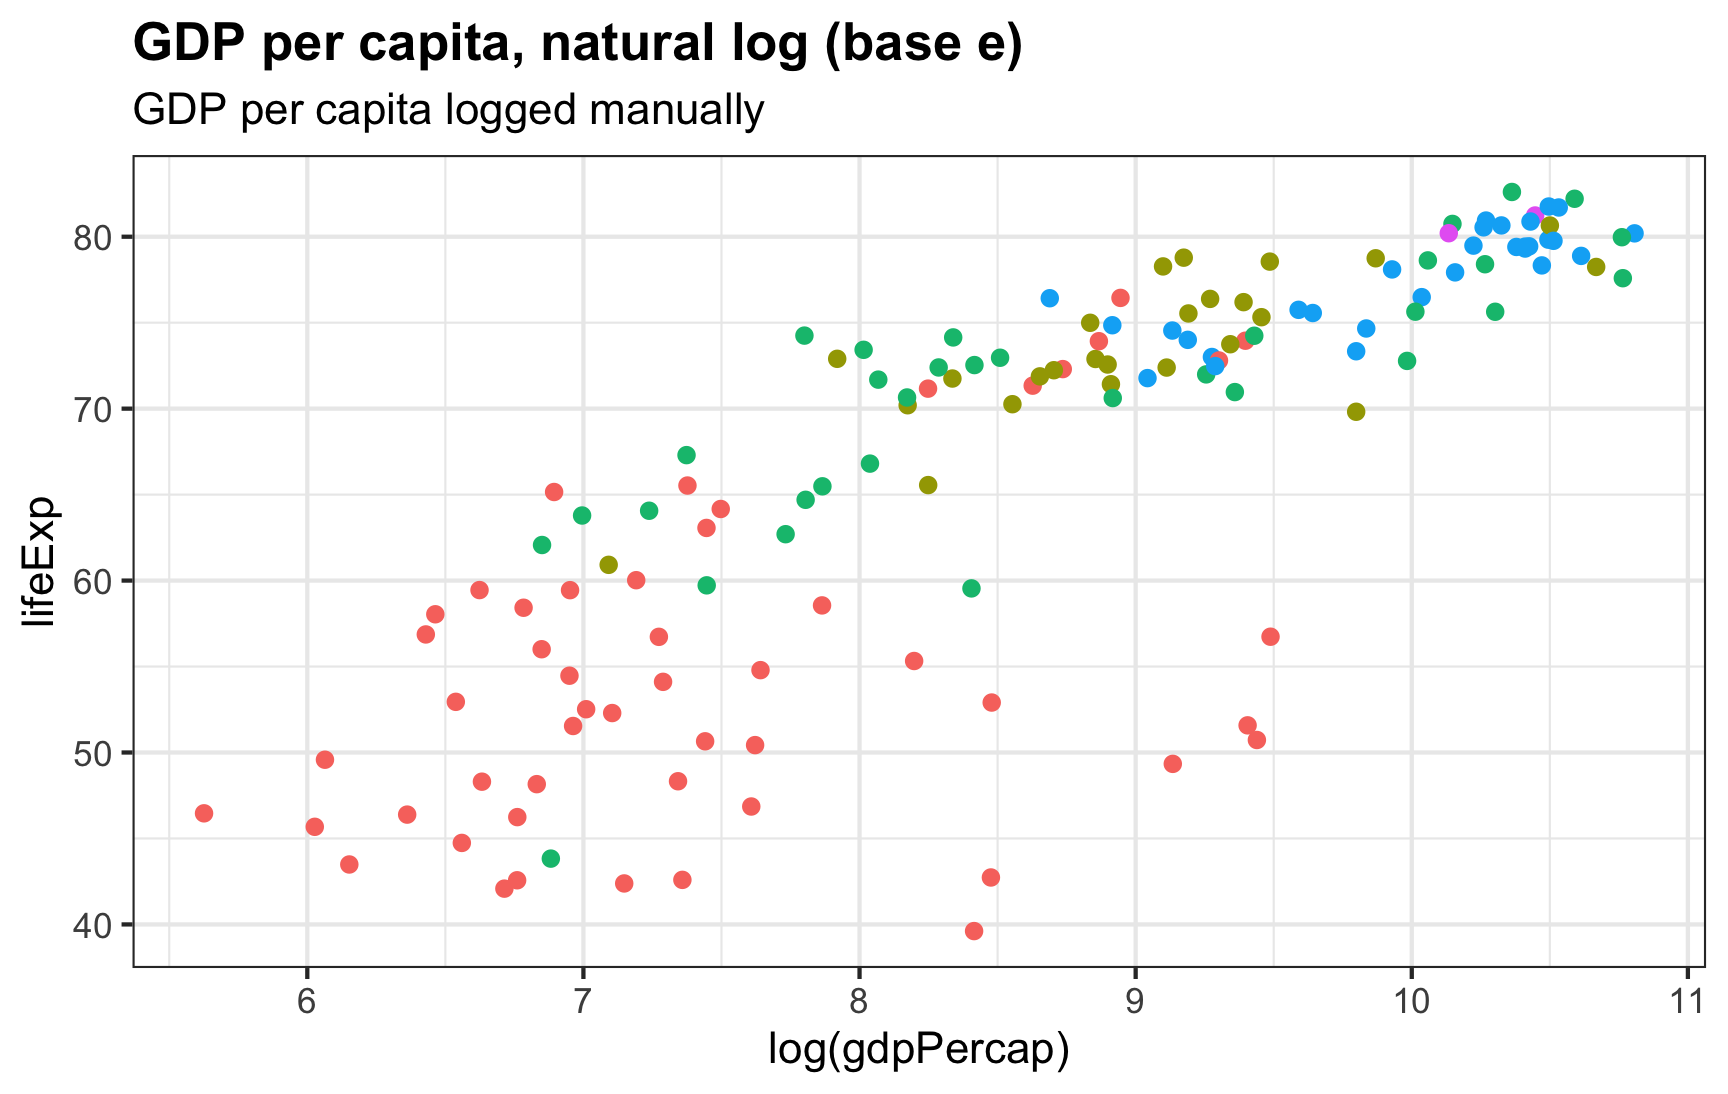 GDP per capita, natural log (base e)
GDP per capita logged manually
80
70
60
50
40
lifeExp
6 7 8 9 10 11
log(gdpPercap)